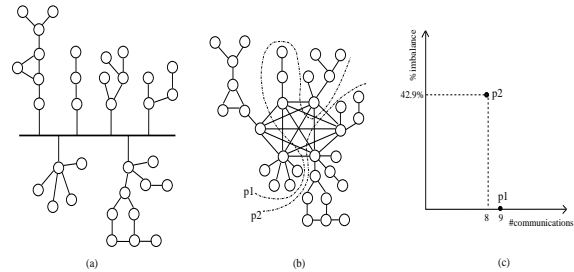 p1
p2
% imbalance
42.9%
p2
p1
8 9
#communications
(a)
(b)
(c)